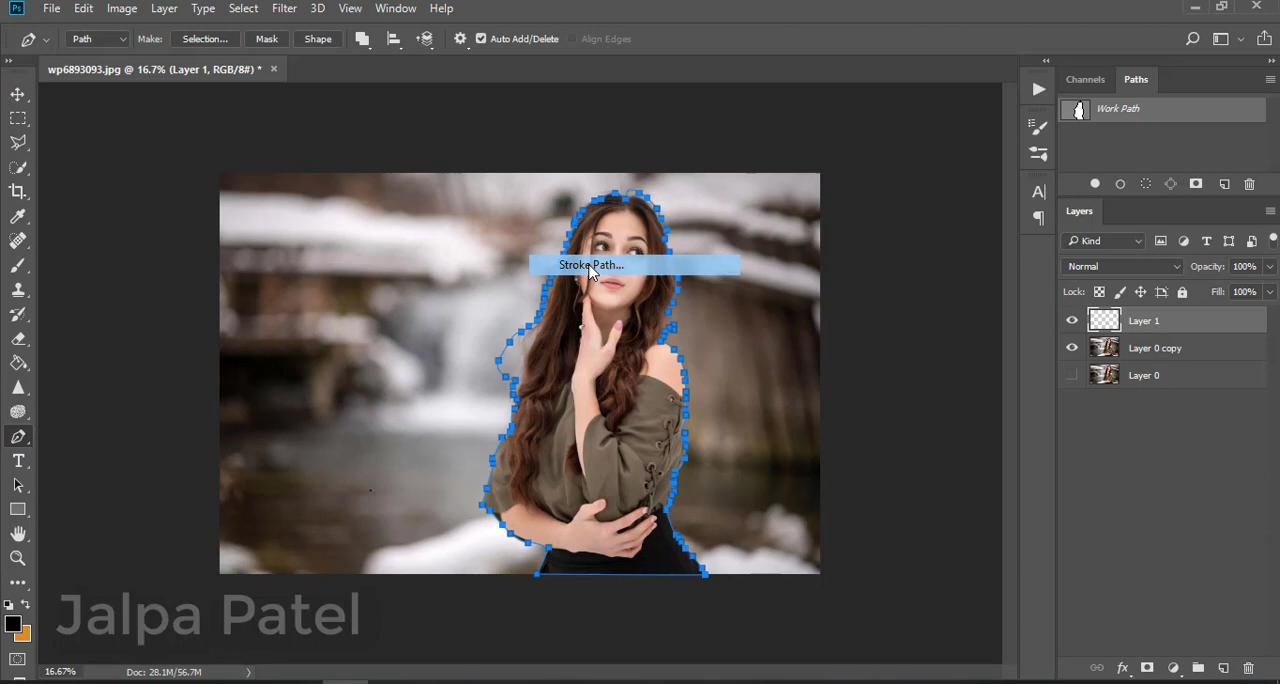 Ps File Edit Image Layer Type Select Filter 3D View Window Help
Path Make: Selection... Mask Shape Auto Add/Delete Align Edges
wp6893093.jpg @ 16.7% (Layer 1, RGB/8#) * ×
Channels Paths
Work Path
Layers
Kind
Normal Opacity: 100%
Lock: Fill: 100%
Stroke Path...
Layer 1
Layer 0 copy
Layer 0
Jalpa Patel
16.67% Doc: 28.1M/56.7M